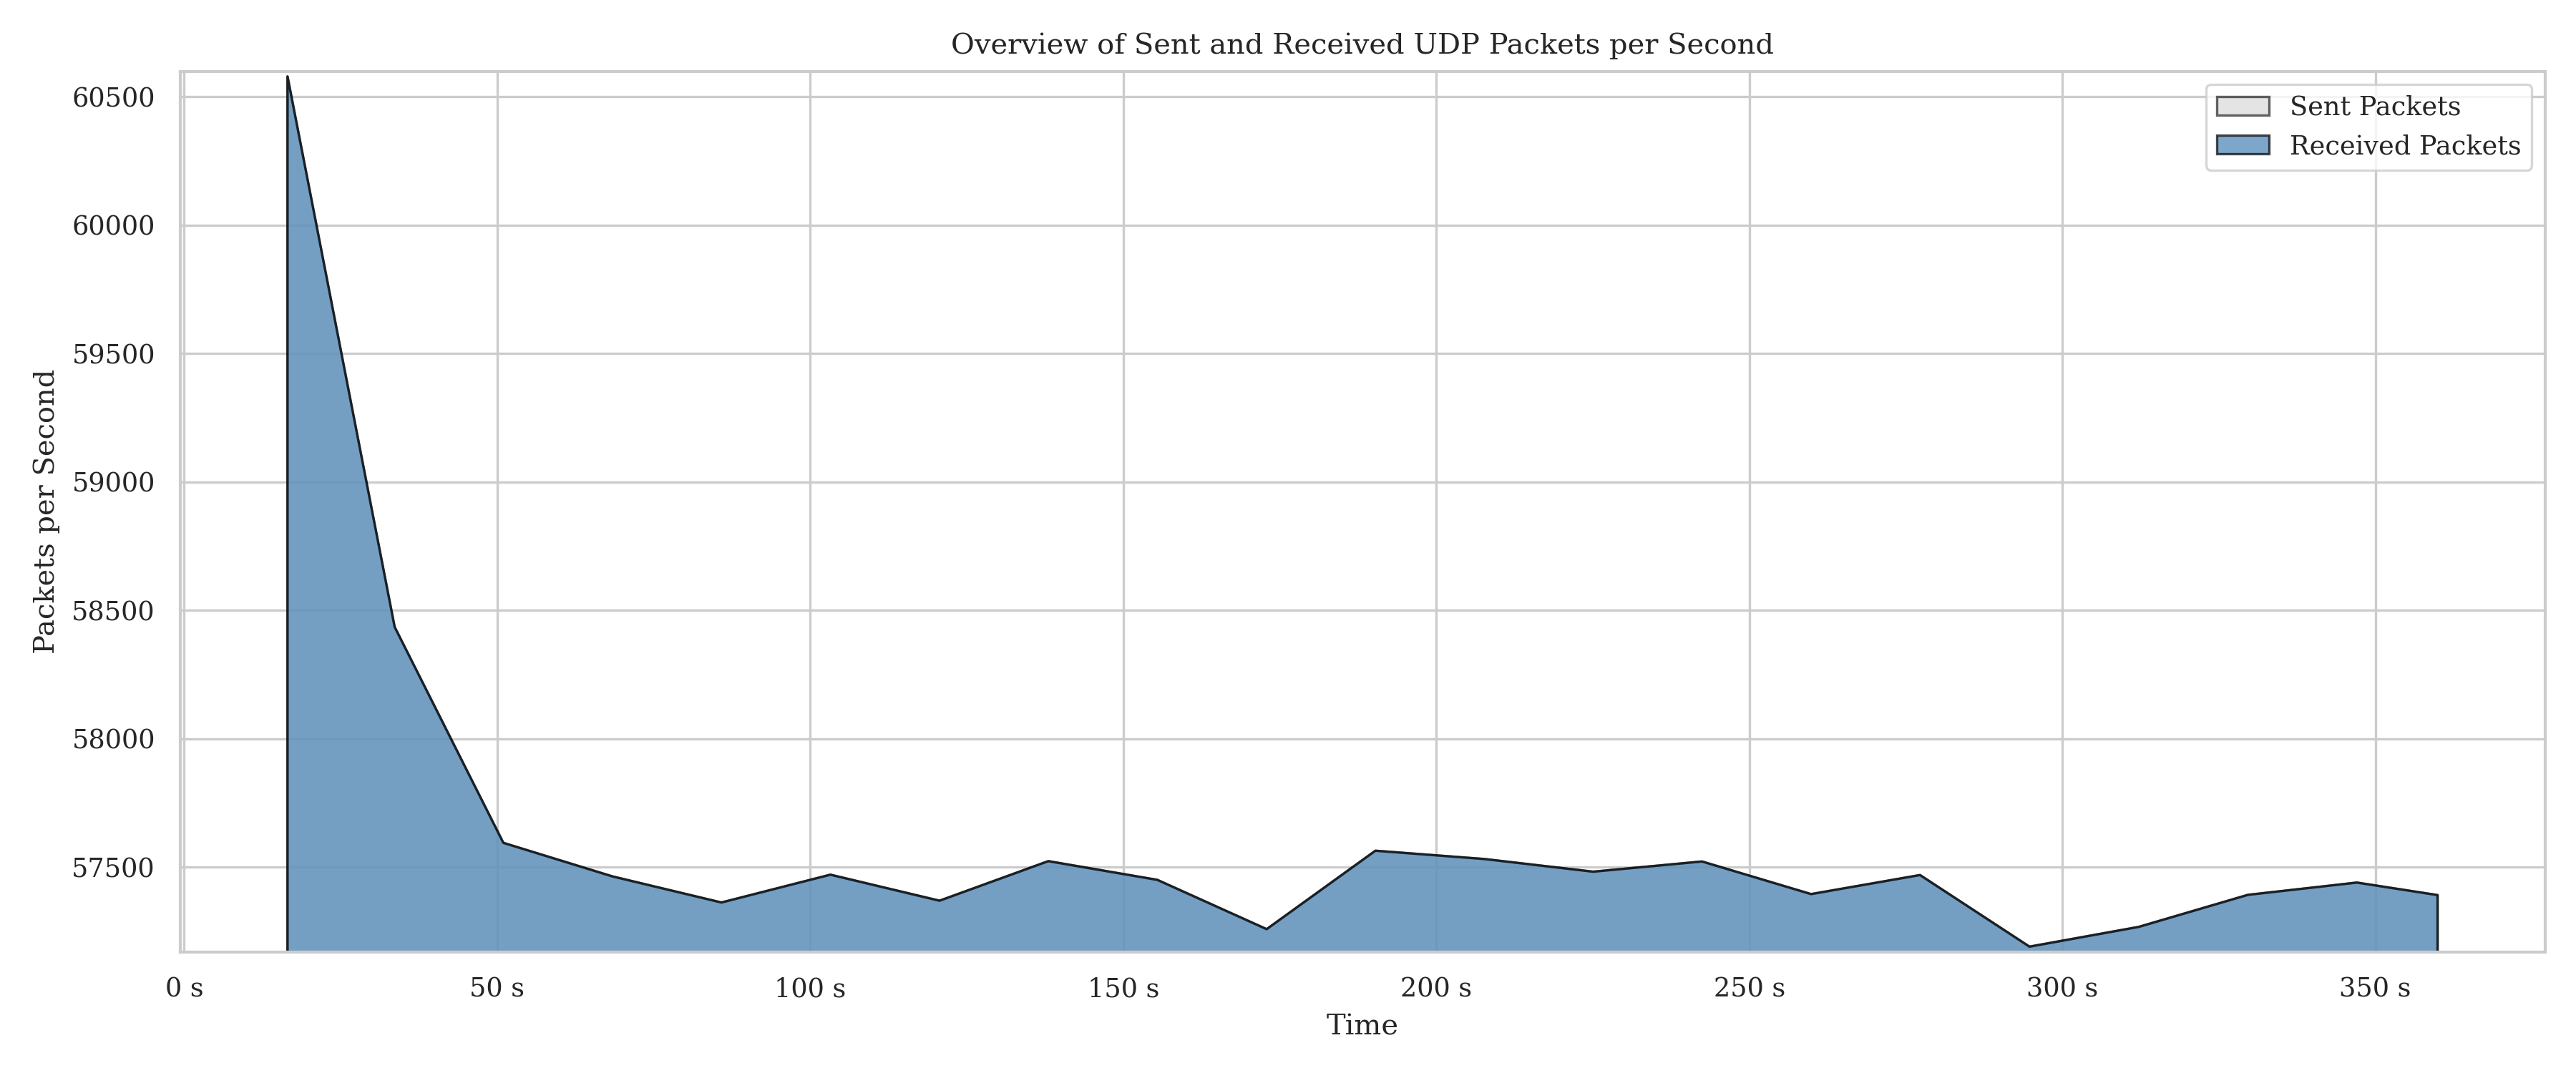 Overview of Sent and Received UDP Packets per Second
Sent Packets
Received Packets
Packets per Second
60500
60000
59500
59000
58500
58000
57500
0 s 50 s 100 s 150 s 200 s 250 s 300 s 350 s
Time